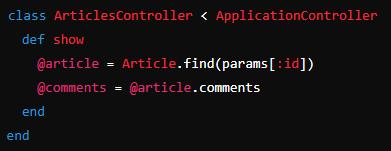 class ArticlesController < ApplicationController
  def show
    @article = Article.find(params[:id])
    @comments = @article.comments
  end
end